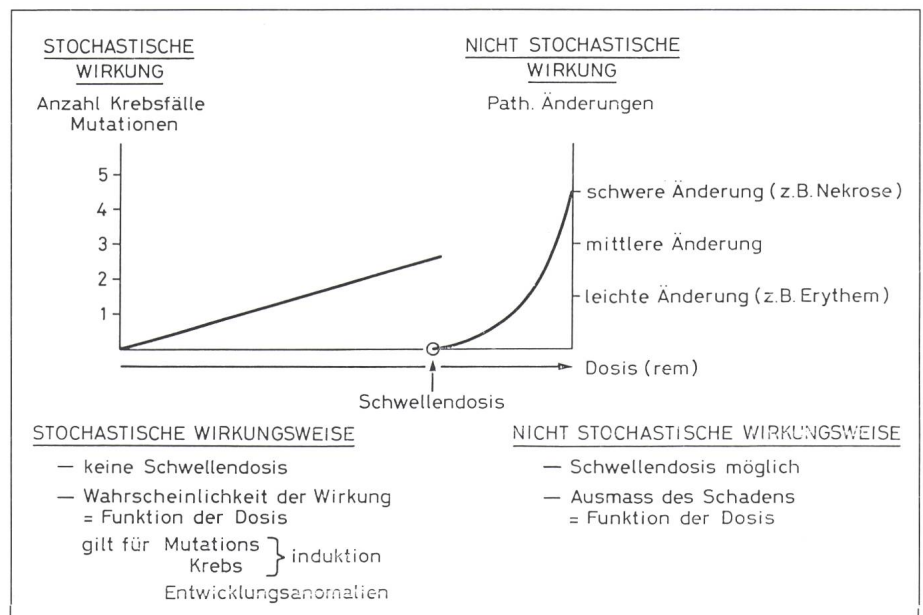 STOCHASTISCHE
WIRKUNG
Anzahl Krebsfälle
Mutationen
5
4
3
2
1
NICHT STOCHASTISCHE
WIRKUNG
Path. Änderungen
schwere Änderung (z.B. Nekrose)
mittlere Änderung
leichte Änderung (z.B. Erythem)
Dosis (rem)
Schwellendosis
STOCHASTISCHE WIRKUNGSWEISE
— keine Schwellendosis
— Wahrscheinlichkeit der Wirkung
= Funktion der Dosis
gilt für Mutations
Krebs } induktion
Entwicklungsanomalien
NICHT STOCHASTISCHE WIRKUNGSWEISE
— Schwellendosis möglich
— Ausmass des Schadens
= Funktion der Dosis